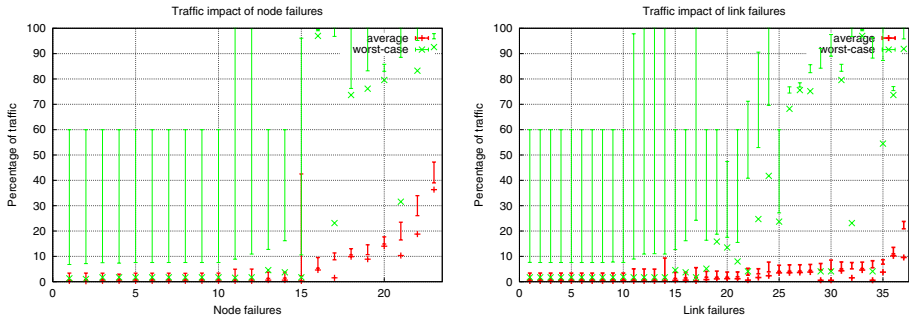 Traffic impact of node failures
average
worst-case
Percentage of traffic
100
90
80
70
60
50
40
30
20
10
0
0 5 10 15 20
Node failures
Traffic impact of link failures
average
worst-case
Percentage of traffic
100
90
80
70
60
50
40
30
20
10
0
0 5 10 15 20 25 30 35
Link failures